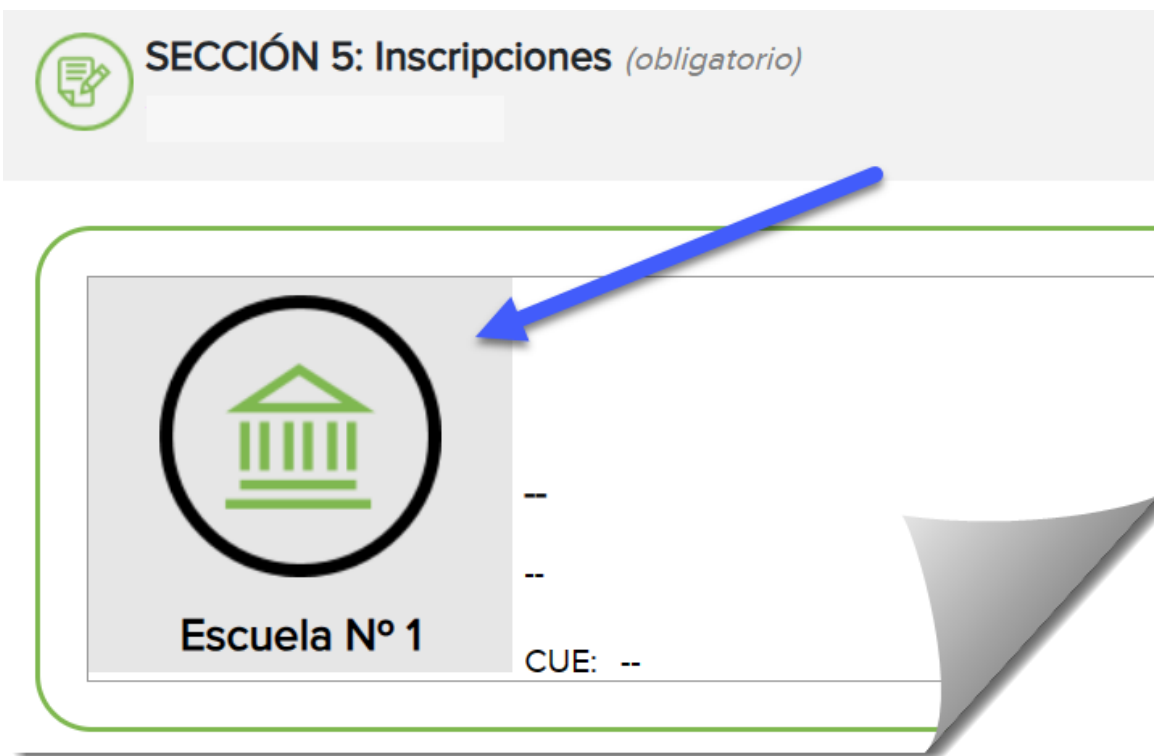 SECCIÓN 5: Inscripciones (obligatorio)
--
--
Escuela Nº 1
CUE: --